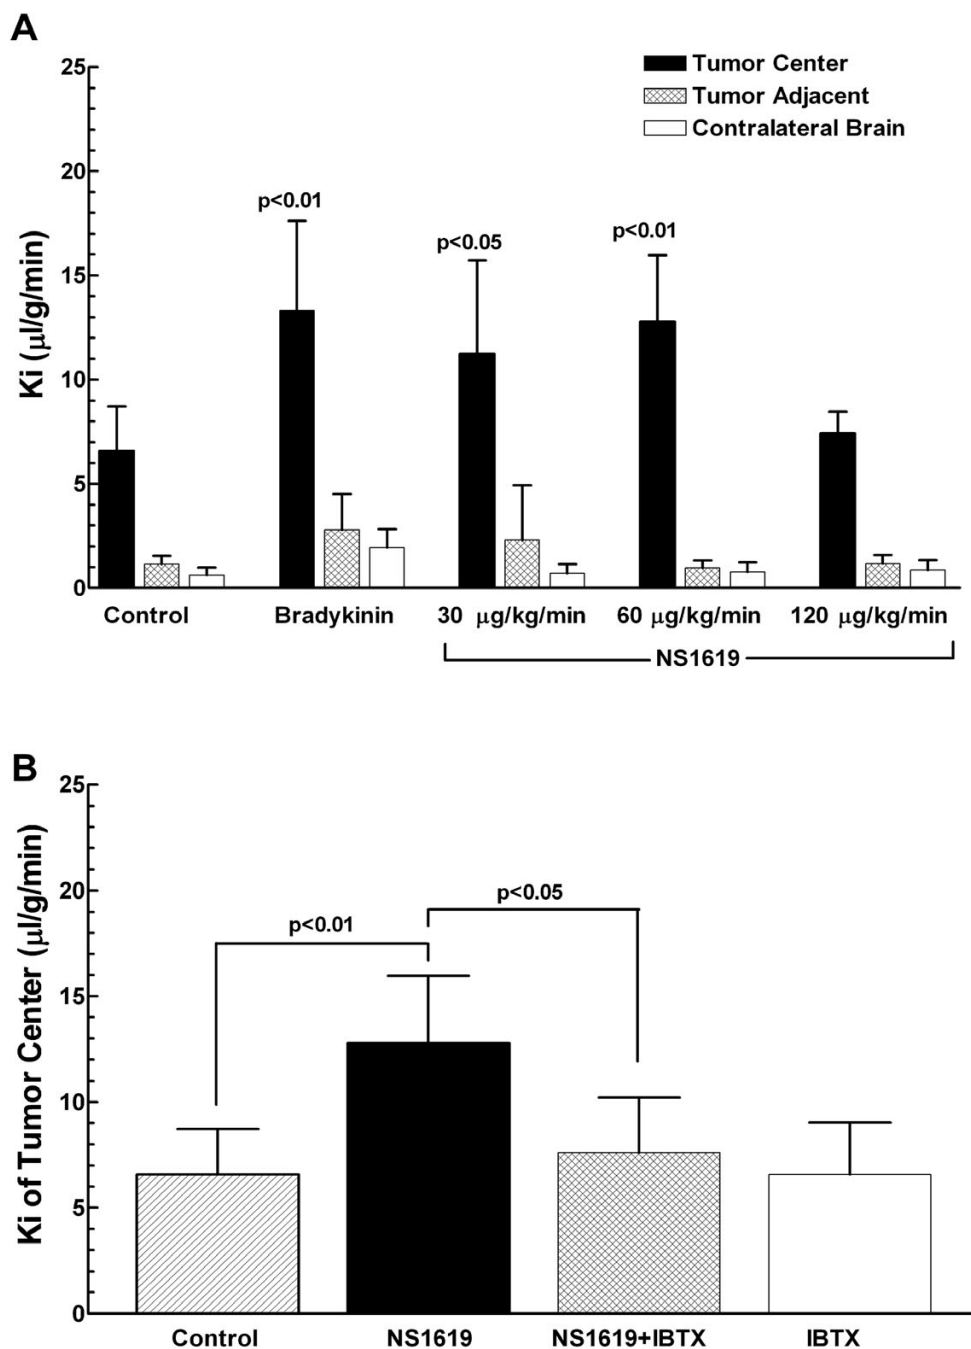 A
Tumor Center
Tumor Adjacent
Contralateral Brain
Ki (μl/g/min)
25
20
15
10
5
0
p<0.01
p<0.05
p<0.01
Control
Bradykinin
30 μg/kg/min
60 μg/kg/min
120 μg/kg/min
NS1619
B
Ki of Tumor Center (μl/g/min)
25
20
15
10
5
0
p<0.01
p<0.05
Control
NS1619
NS1619+IBTX
IBTX